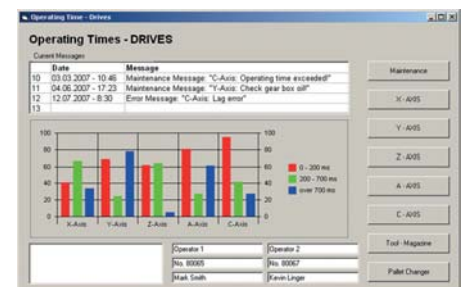 Operating Time - Drives
Operating Times - DRIVES
Current Messages
Date Message
10 03.03.2007 - 10:46 Maintenance Message: "C-Axis: Operating time exceeded!"
11 04.06.2007 - 17:23 Maintenance Message: "Y-Axis: Check gear box oil!"
12 12.07.2007 - 8:30 Error Message: "C-Axis: Lag error"
13
Maintenance
X - AXIS
Y - AXIS
Z - AXIS
A - AXIS
C - AXIS
Tool - Magazine
Pallet Changer
100 100
80 80
60 60
40 40
20 20
0 0
X-Axis Y-Axis Z-Axis A-Axis C-Axis
0 - 200 ms
200 - 700 ms
over 700 ms
Operator 1 Operator 2
No. 80065 No. 80067
Mark Smith Kevin Linger